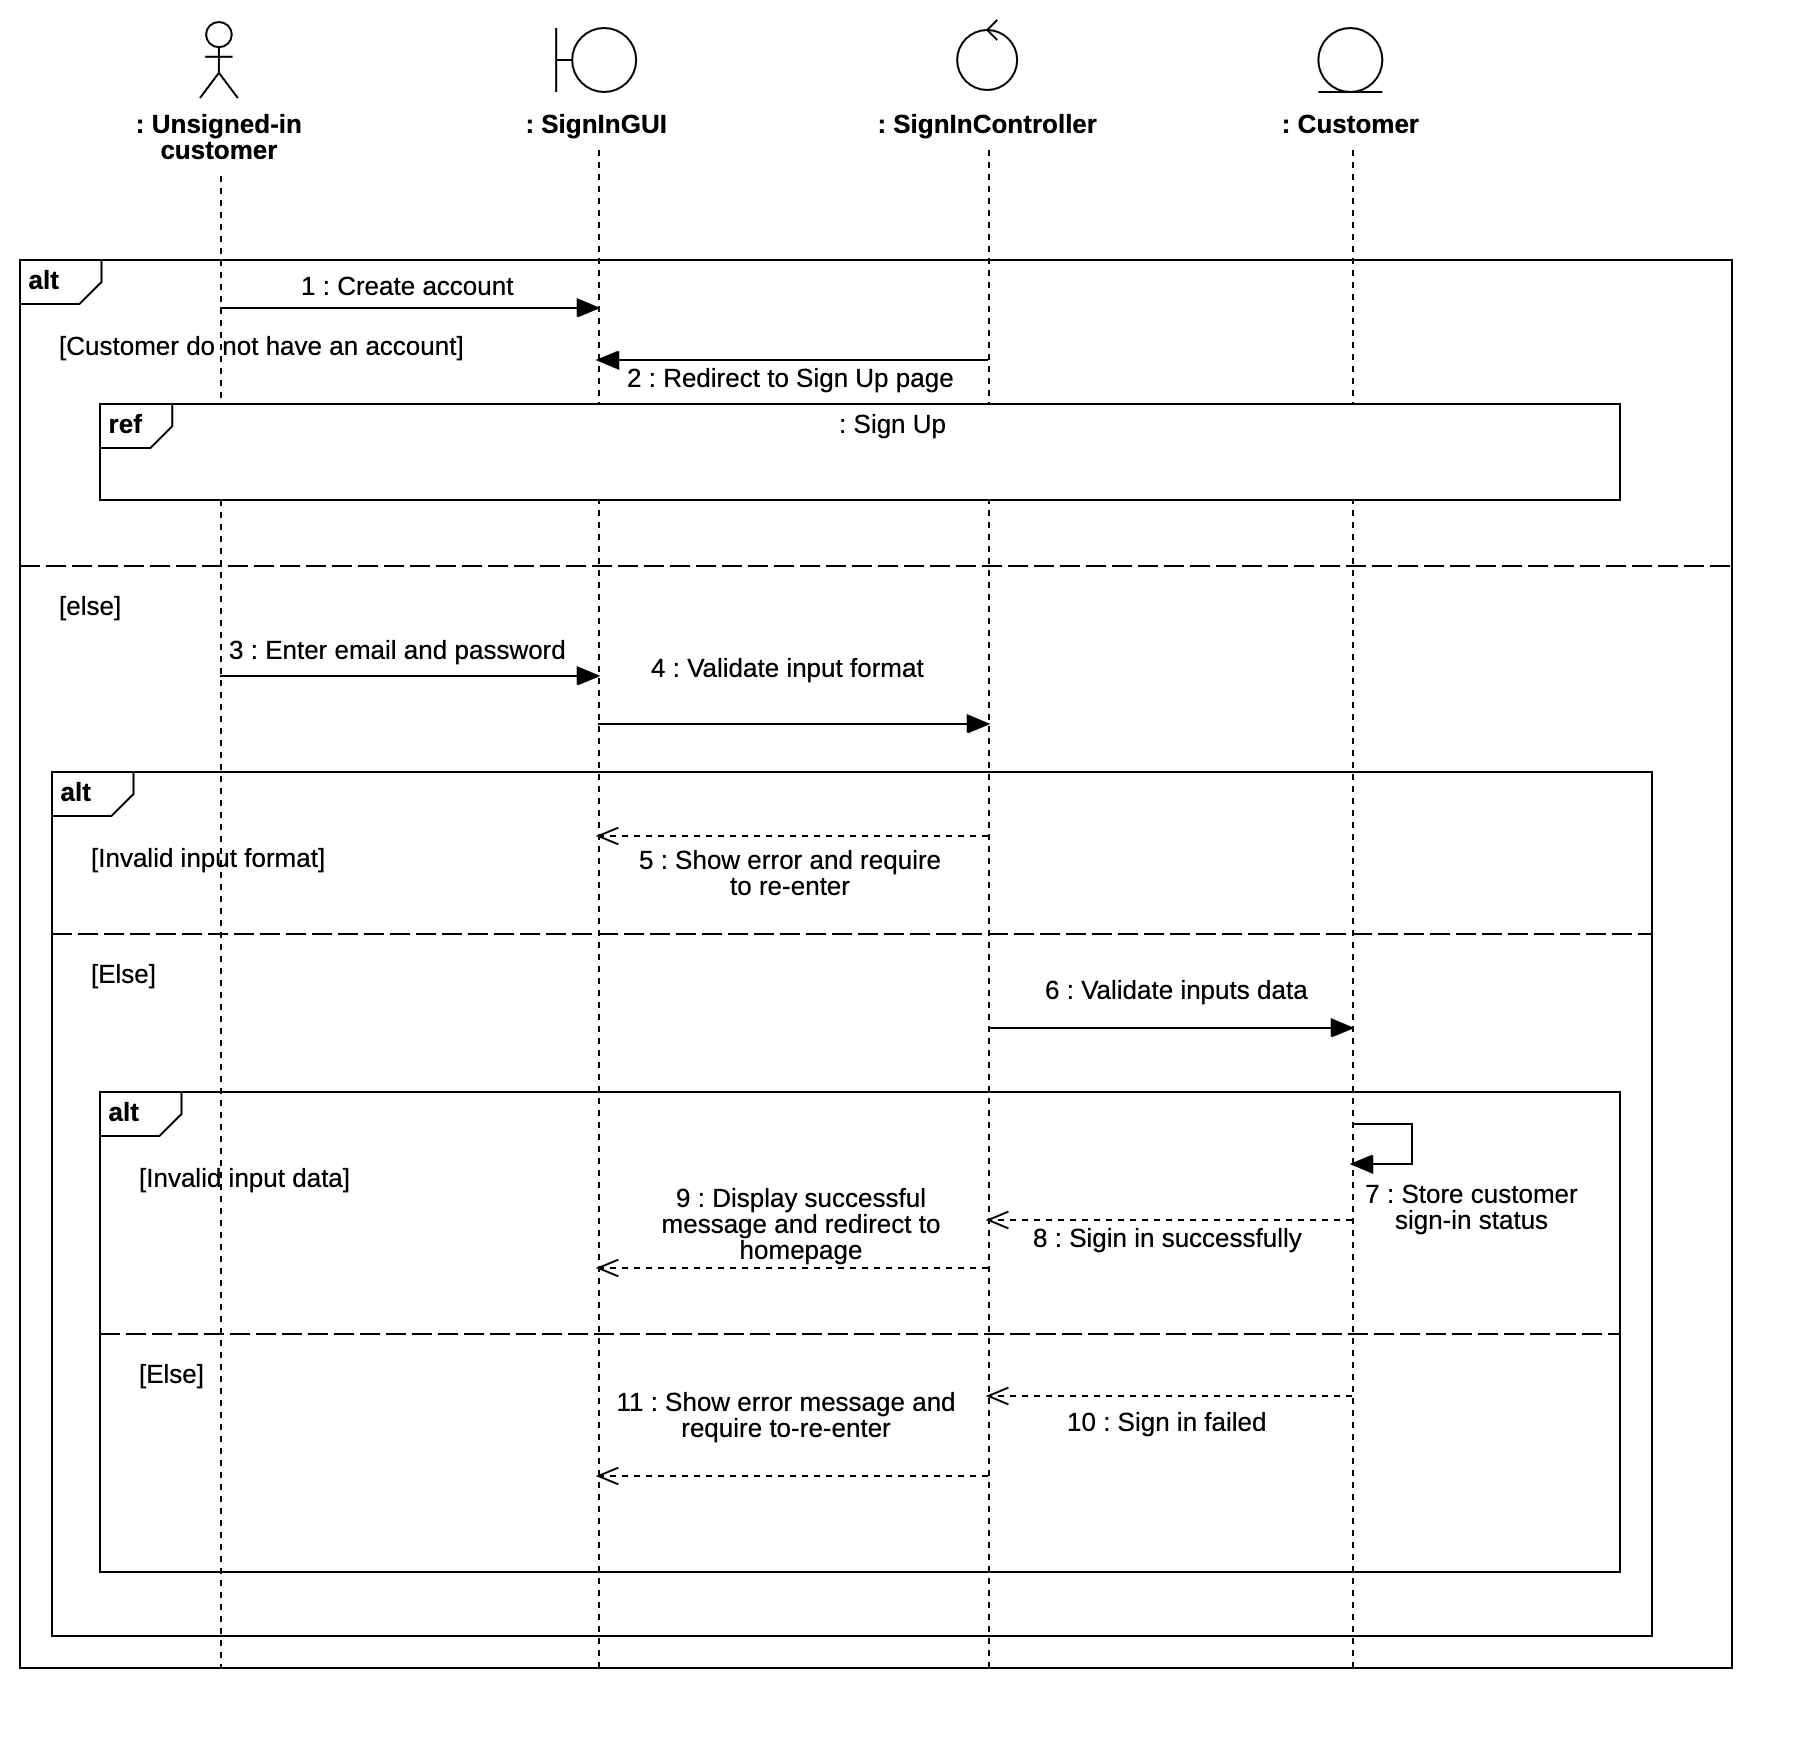 : Unsigned-in
customer
: SignInGUI
: SignInController
: Customer
alt
1 : Create account
[Customer do not have an account]
2 : Redirect to Sign Up page
ref
: Sign Up
[else]
3 : Enter email and password
4 : Validate input format
alt
[Invalid input format]
5 : Show error and require
to re-enter
[Else]
6 : Validate inputs data
alt
[Invalid input data]
7 : Store customer
sign-in status
8 : Sigin in successfully
9 : Display successful
message and redirect to
homepage
[Else]
10 : Sign in failed
11 : Show error message and
require to-re-enter